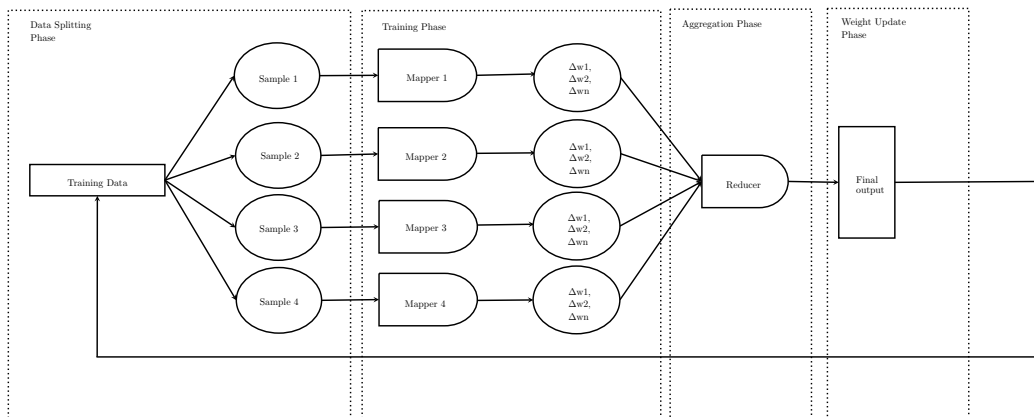 Data Splitting
Phase
Training Phase
Aggregation Phase
Weight Update
Phase
Sample 1
Mapper 1
Δw1,
Δw2,
Δwn
Sample 2
Mapper 2
Δw1,
Δw2,
Δwn
Training Data
Reducer
Final
output
Sample 3
Mapper 3
Δw1,
Δw2,
Δwn
Sample 4
Mapper 4
Δw1,
Δw2,
Δwn